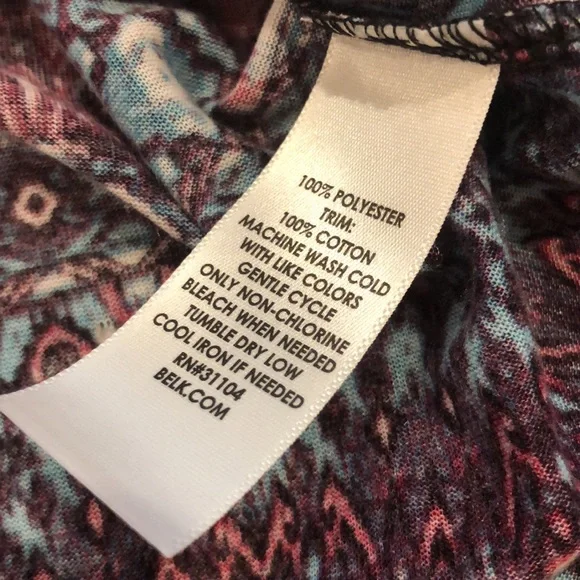 100% POLYESTER
TRIM:
100% COTTON
MACHINE WASH COLD
WITH LIKE COLORS
GENTLE CYCLE
ONLY NON-CHLORINE
BLEACH WHEN NEEDED
TUMBLE DRY LOW
COOL IRON IF NEEDED
RN#31104
BELK.COM